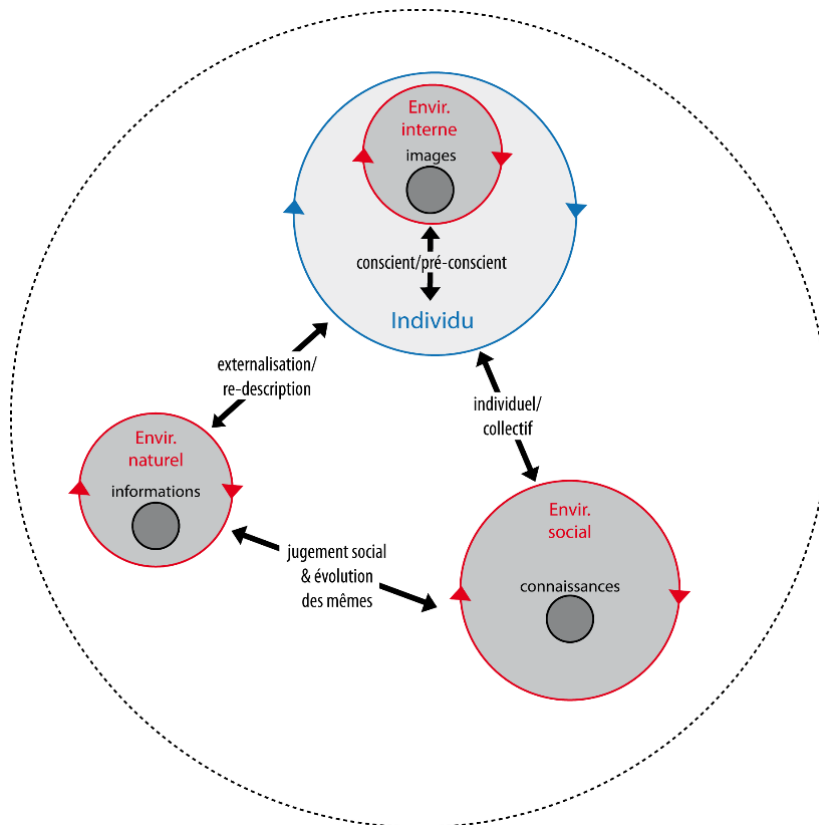 Envir.
interne
images
conscient/pré-conscient
Individu
externalisation/
re-description
individuel/
collectif
Envir.
naturel
informations
Envir.
social
jugement social
& évolution
des mêmes
connaissances